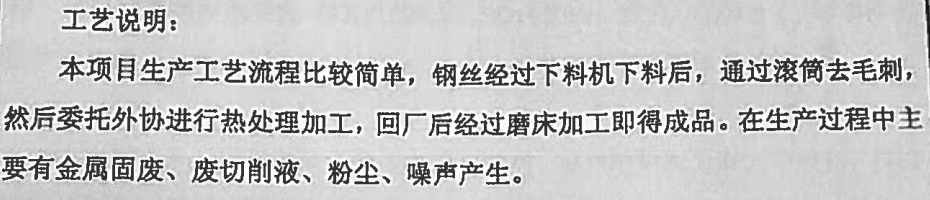 工艺说明：
本项目生产工艺流程比较简单，钢丝经过下料机下料后，通过滚筒去毛刺，
然后委托外协进行热处理加工，回厂后经过磨床加工即得成品。在生产过程中主
要有金属固废、废切削液、粉尘、噪声产生。